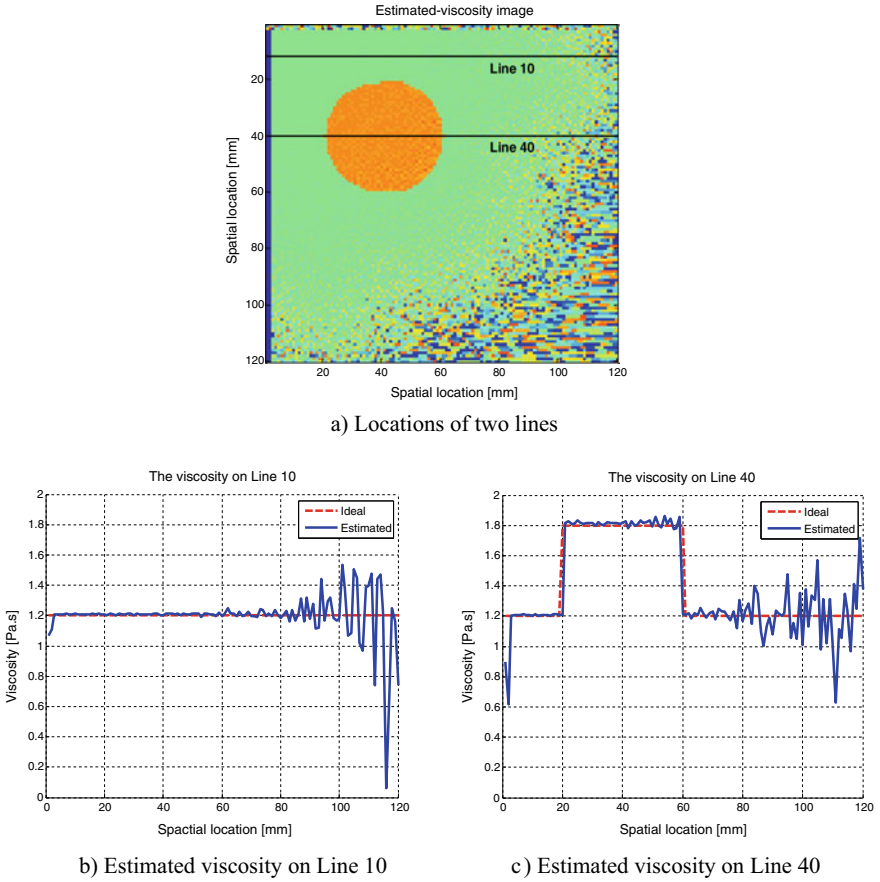 Estimated-viscosity image
Line 10
Line 40
20
40
60
80
100
120
20
40
60
80
100
120
Spatial location [mm]
Spatial location [mm]
a) Locations of two lines
The viscosity on Line 10
Ideal
Estimated
2
1.8
1.6
1.4
1.2
1
0.8
0.6
0.4
0.2
0
0
20
40
60
80
100
120
Viscosity [Pa.s]
Spactial location [mm]
b) Estimated viscosity on Line 10
The viscosity on Line 40
Ideal
Estimated
2
1.8
1.6
1.4
1.2
1
0.8
0.6
0.4
0.2
0
0
20
40
60
80
100
120
Viscosity [Pa.s]
Spatial location [mm]
c) Estimated viscosity on Line 40